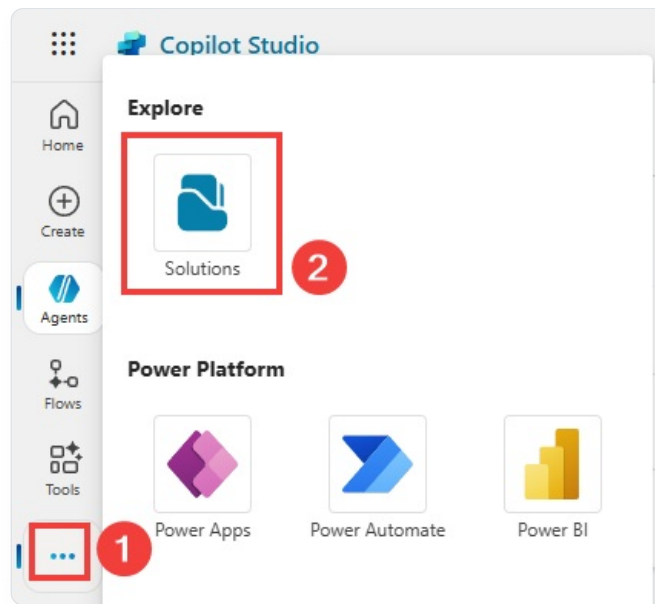 Copilot Studio
Home
Create
Agents
Flows
Tools
Explore
Solutions
2
Power Platform
Power Apps
Power Automate
Power BI
1